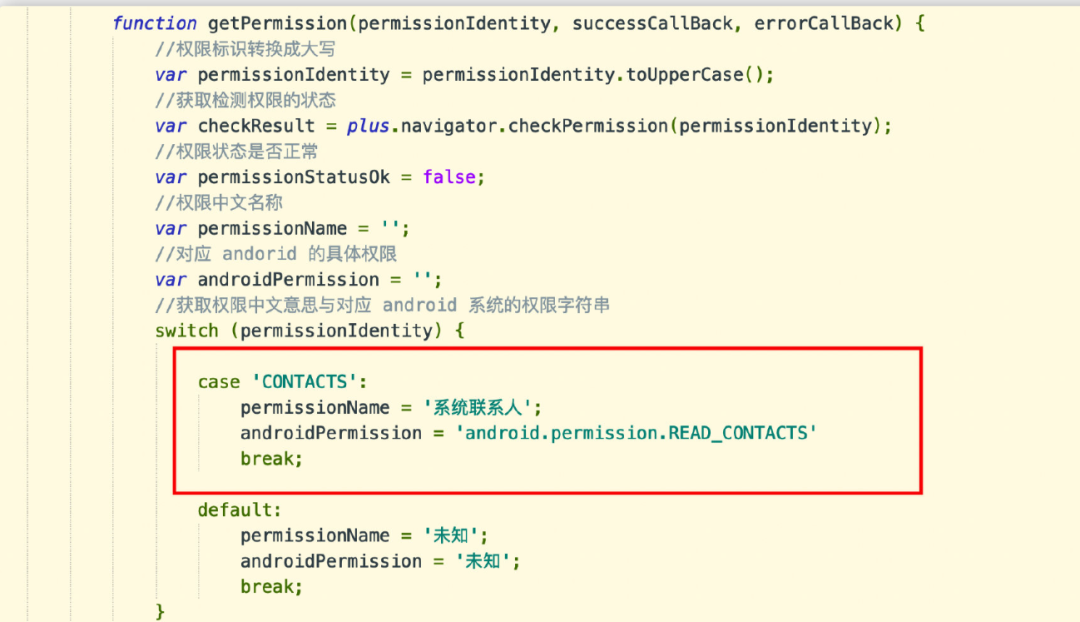 function getPermission(permissionIdentity, successCallBack, errorCallBack) {
//权限标识转换成大写
var permissionIdentity = permissionIdentity.toUpperCase();
//获取检测权限的状态
var checkResult = plus.navigator.checkPermission(permissionIdentity);
//权限状态是否正常
var permissionStatusOk = false;
//权限中文名称
var permissionName = '';
//对应 andorid 的具体权限
var androidPermission = '';
//获取权限中文意思与对应 android 系统的权限字符串
switch (permissionIdentity) {
case 'CONTACTS':
permissionName = '系统联系人';
androidPermission = 'android.permission.READ_CONTACTS'
break;
default:
permissionName = '未知';
androidPermission = '未知';
break;
}